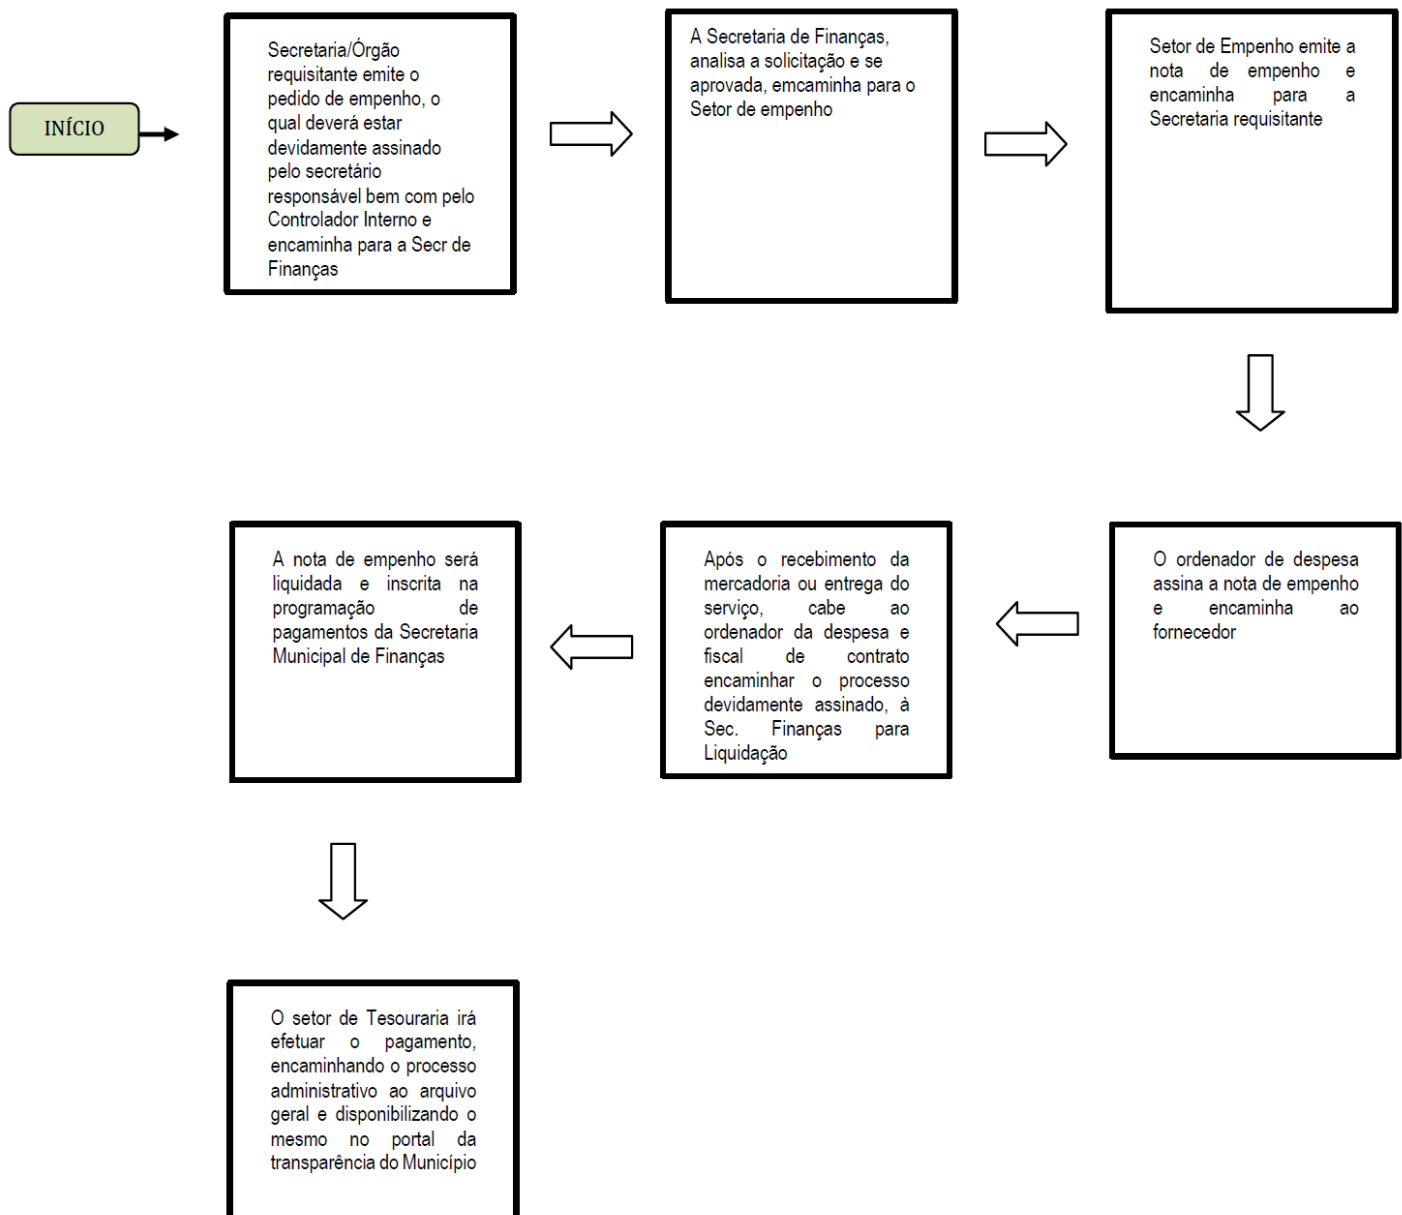 INÍCIO
Secretaria/Órgão
requisitante emite o
pedido de empenho, o
qual deverá estar
devidamente assinado
pelo secretário
responsável bem com pelo
Controlador Interno e
encaminha para a Secr de
Finanças
A Secretaria de Finanças,
analisa a solicitação e se
aprovada, emcaminha para o
Setor de empenho
Setor de Empenho emite a
nota de empenho e
encaminha para a
Secretaria requisitante
O ordenador de despesa
assina a nota de empenho
e encaminha ao
fornecedor
Após o recebimento da
mercadoria ou entrega do
serviço, cabe ao
ordenador da despesa e
fiscal de contrato
encaminhar o processo
devidamente assinado, à
Sec. Finanças para
Liquidação
A nota de empenho será
liquidada e inscrita na
programação de
pagamentos da Secretaria
Municipal de Finanças
O setor de Tesouraria irá
efetuar o pagamento,
encaminhando o processo
administrativo ao arquivo
geral e disponibilizando o
mesmo no portal da
transparência do Município